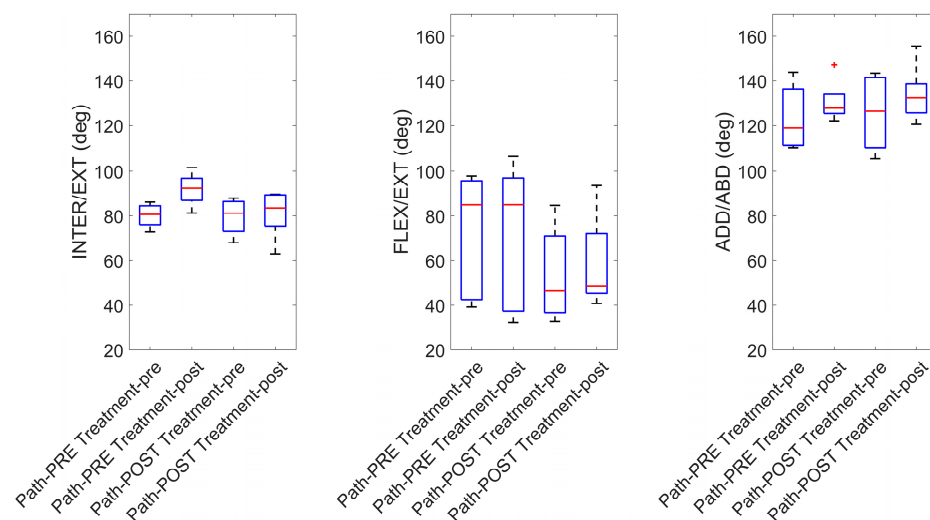 INTER/EXT (deg)
160
140
120
100
80
60
40
20
Path-PRE Treatment-pre
Path-PRE Treatment-post
Path-POST Treatment-pre
Path-POST Treatment-post
FLEX/EXT (deg)
160
140
120
100
80
60
40
20
Path-PRE Treatment-pre
Path-PRE Treatment-post
Path-POST Treatment-pre
Path-POST Treatment-post
ADD/ABD (deg)
160
140
120
100
80
60
40
20
Path-PRE Treatment-pre
Path-PRE Treatment-post
Path-POST Treatment-pre
Path-POST Treatment-post